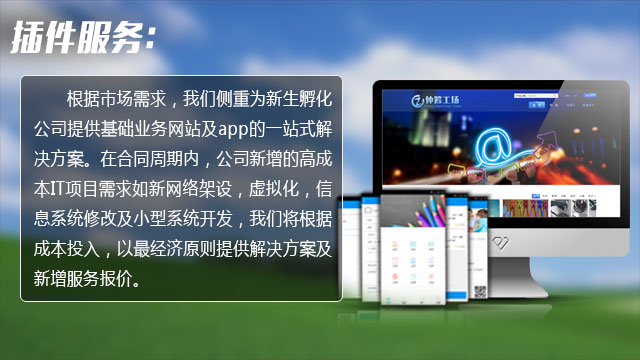 插件服务：
根据市场需求，我们侧重为新生孵化
公司提供基础业务网站及app的一站式解
决方案。在合同周期内，公司新增的高成
本IT项目需求如新网络架设，虚拟化，信
息系统修改及小型系统开发，我们将根据
成本投入，以最经济原则提供解决方案及
新增服务报价。